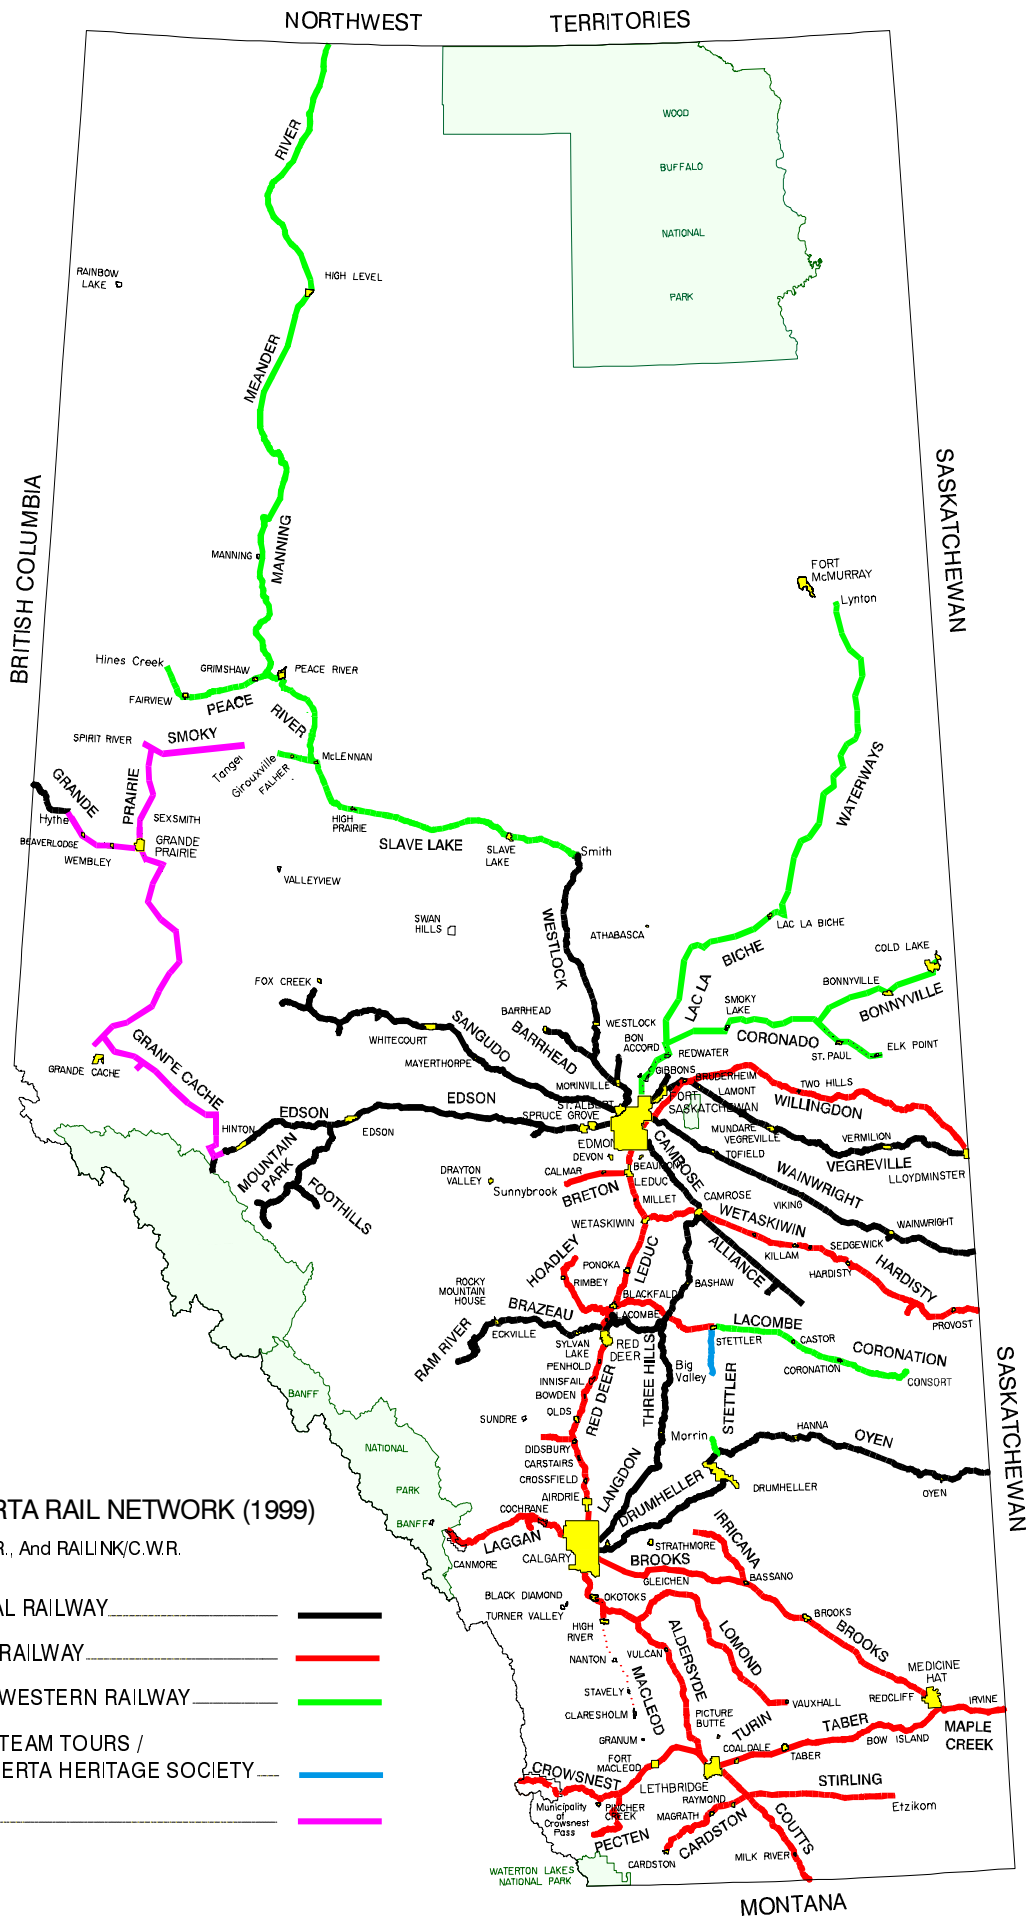 NORTHWEST TERRITORIES
WOOD
BUFFALO
NATIONAL
PARK
RIVER
RAINBOW
LAKE
HIGH LEVEL
MEANDER
BRITISH COLUMBIA
SASKATCHEWAN
MANNING
MANNING
FORT
McMURRAY
Lynton
Hines Creek
GRIMSHAW
PEACE RIVER
FAIRVIEW
PEACE
RIVER
SPIRIT RIVER
SMOKY
Tangent
Girouxville
FALHER
McLENNAN
WATERWAYS
GRANDE
PRAIRIE
Hythe
SEXSMITH
BEAVERLODGE
WEMBLEY
GRANDE
PRAIRIE
HIGH
PRAIRIE
SLAVE LAKE
SLAVE
LAKE
Smith
VALLEYVIEW
SWAN
HILLS
WESTLOCK
ATHABASCA
LAC LA BICHE
LAC LA
BICHE
COLD LAKE
BONNYVILLE
BONNYVILLE
FOX CREEK
SMOKY
LAKE
WHITECOURT
SANGUDO
BARRHEAD
BARRHEAD
WESTLOCK
BON
ACCORD
CORONADO
ST. PAUL
ELK POINT
REDWATER
MAYERTHORPE
GRANDE CACHE
GRANTE CACHE
MORINVILLE
GIBBONS
BRUDERHEIM
LAMONT
TWO HILLS
WILLINGDON
EDSON
EDSON
EDSON
ST. ALBERT
SPRUCE GROVE
FORT
SASKATCHEWAN
MUNDARE
VEGREVILLE
VERMILION
VEGREVILLE
LLOYDMINSTER
HINTON
MOUNTAIN
PARK
FOOTHILLS
EDMON
DEVON
BEAUMONT
CAMROSE
TOFIELD
WAINWRIGHT
DRAYTON
VALLEY
CALMAR
Sunnybrook
BRETON
LEDUC
MILLET
CAMROSE
VIKING
WAINWRIGHT
WETASKIWIN
WETASKIWIN
SEDGEWICK
HOADLEY
PONOKA
LEDUC
ALLIANCE
KILLAM
HARDISTY
HARDISTY
ROCKY
MOUNTAIN
HOUSE
RIMBEY
BASHAW
BLACKFALD
LACOMBE
PROVOST
BRAZEAU
ECKVILLE
RAM RIVER
SYLVAN
LAKE
RED
DEER
STETTLER
LACOMBE
CASTOR
CORONATION
CORONATION
CONSORT
PENHOLD
INNISFAIL
BOWDEN
THREE HILLS
Big
Valley
STETTLER
BANFF
SUNDRE
OLDS
RED DEER
Morrin
HANNA
OYEN
OYEN
SASKATCHEWAN
NATIONAL
PARK
BANFF
DIDSBURY
CARSTAIRS
CROSSFIELD
LANGDON
DRUMHELLER
DRUMHELLER
AIRDRIE
COCHRANE
LAGGAN
CANMORE
CALGARY
STRATHMORE
IRRICANA
BROOKS
GLEICHEN
BASSANO
BLACK DIAMOND
TURNER VALLEY
OKOTOKS
HIGH
RIVER
BROOKS
BROOKS
NANTON
VULCAN
ALDERSYDE
LOMOND
MEDICINE
HAT
REDCLIFF
IRVINE
STAVELY
CLARESHOLM
MACLEOD
VAUXHALL
PICTURE
BUTTE
TURIN
TABER
BOW ISLAND
MAPLE
CREEK
GRANUM
FORT
MACLEOD
COALDALE
TABER
CROWSNEST
LETHBRIDGE
STIRLING
Municipality
of
Crowsnest
Pass
PINCHER
CREEK
RAYMOND
MAGRATH
Etzikom
PECTEN
CARDSTON
CARDSTON
COUTTS
MILK RIVER
WATERTON LAKES
NATIONAL PARK
MONTANA
RTA RAIL NETWORK (1999)
R., And RAILINK/C.W.R.
AL RAILWAY
RAILWAY
WESTERN RAILWAY
TEAM TOURS /
ERTA HERITAGE SOCIETY